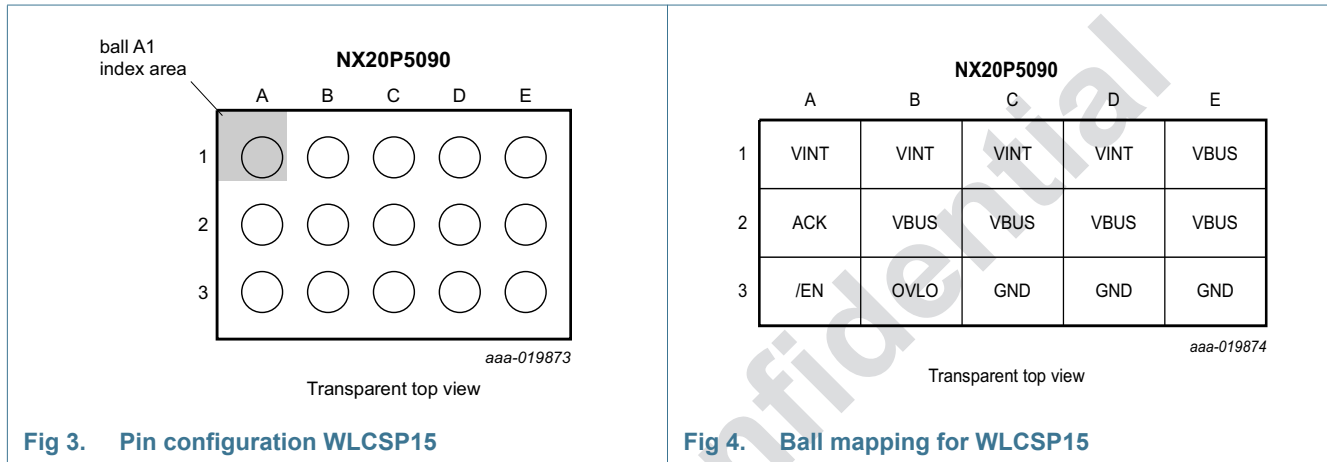 ball A1
index area
NX20P5090
A B C D E
1
2
3
aaa-019873
Transparent top view
Fig 3. Pin configuration WLCSP15
NX20P5090
A B C D E
1 VINT VINT VINT VINT VBUS
2 ACK VBUS VBUS VBUS VBUS
3 /EN OVLO GND GND GND
aaa-019874
Transparent top view
Fig 4. Ball mapping for WLCSP15
nfidential